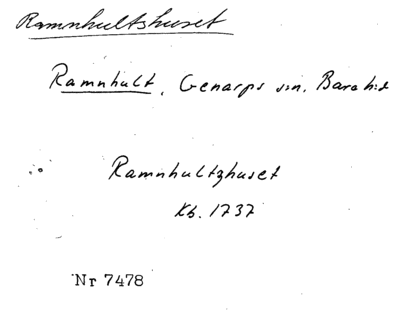 Ramnhultshuset
Ramnhult, Genarps sn. Bara hd
Ramnhultzhuset
Kb. 1737
Nr 7478